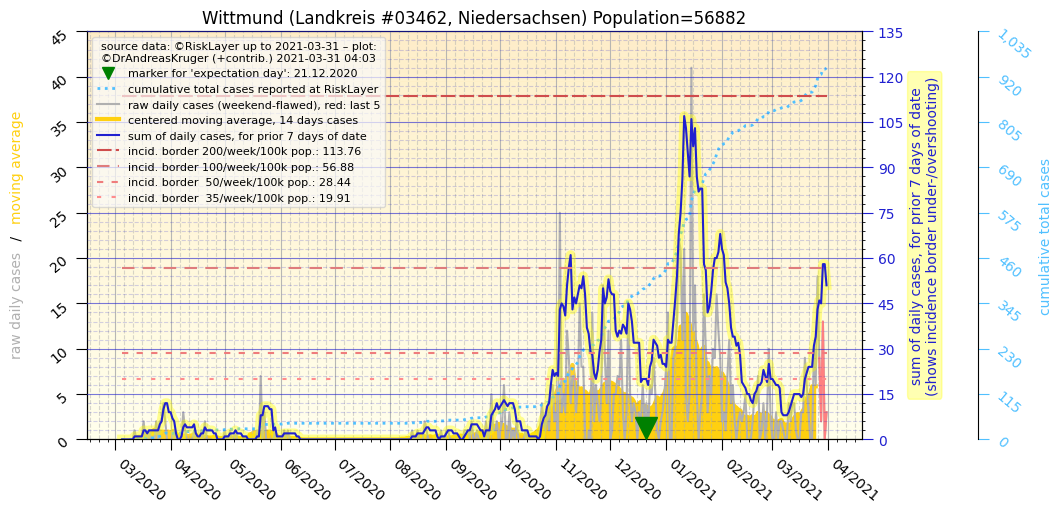 Wittmund (Landkreis #03462, Niedersachsen) Population=56882
source data: ©RiskLayer up to 2021-03-31 – plot:
©DrAndreasKruger (+contrib.) 2021-03-31 04:03
marker for 'expectation day': 21.12.2020
cumulative total cases reported at RiskLayer
raw daily cases (weekend-flawed), red: last 5
centered moving average, 14 days cases
sum of daily cases, for prior 7 days of date
incid. border 200/week/100k pop.: 113.76
incid. border 100/week/100k pop.: 56.88
incid. border  50/week/100k pop.: 28.44
incid. border  35/week/100k pop.: 19.91
raw daily cases / moving average
45
40
35
30
25
20
15
10
5
0
03/2020
04/2020
05/2020
06/2020
07/2020
08/2020
09/2020
10/2020
11/2020
12/2020
01/2021
02/2021
03/2021
04/2021
135
120
105
90
75
60
45
30
15
0
sum of daily cases, for prior 7 days of date
(shows incidence border under-/overshooting)
1,035
920
805
690
575
460
345
230
115
0
cumulative total cases